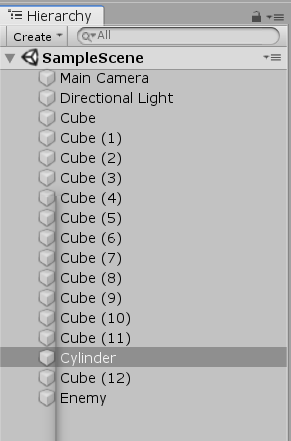 Hierarchy
Create All
SampleScene
Main Camera
Directional Light
Cube
Cube (1)
Cube (2)
Cube (3)
Cube (4)
Cube (5)
Cube (6)
Cube (7)
Cube (8)
Cube (9)
Cube (10)
Cube (11)
Cylinder
Cube (12)
Enemy